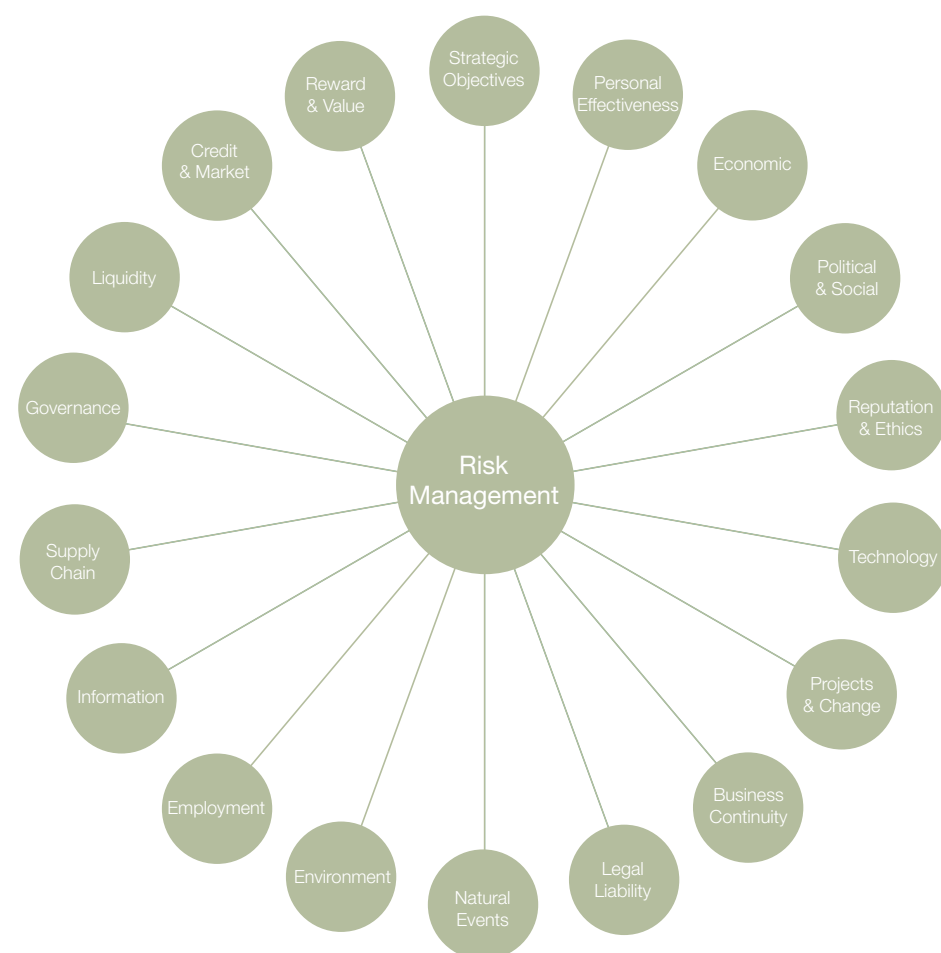 Strategic
Objectives
Personal
Effectiveness
Economic
Political
& Social
Reputation
& Ethics
Technology
Projects
& Change
Business
Continuity
Legal
Liability
Natural
Events
Environment
Employment
Information
Supply
Chain
Governance
Liquidity
Credit
& Market
Reward
& Value
Risk
Management